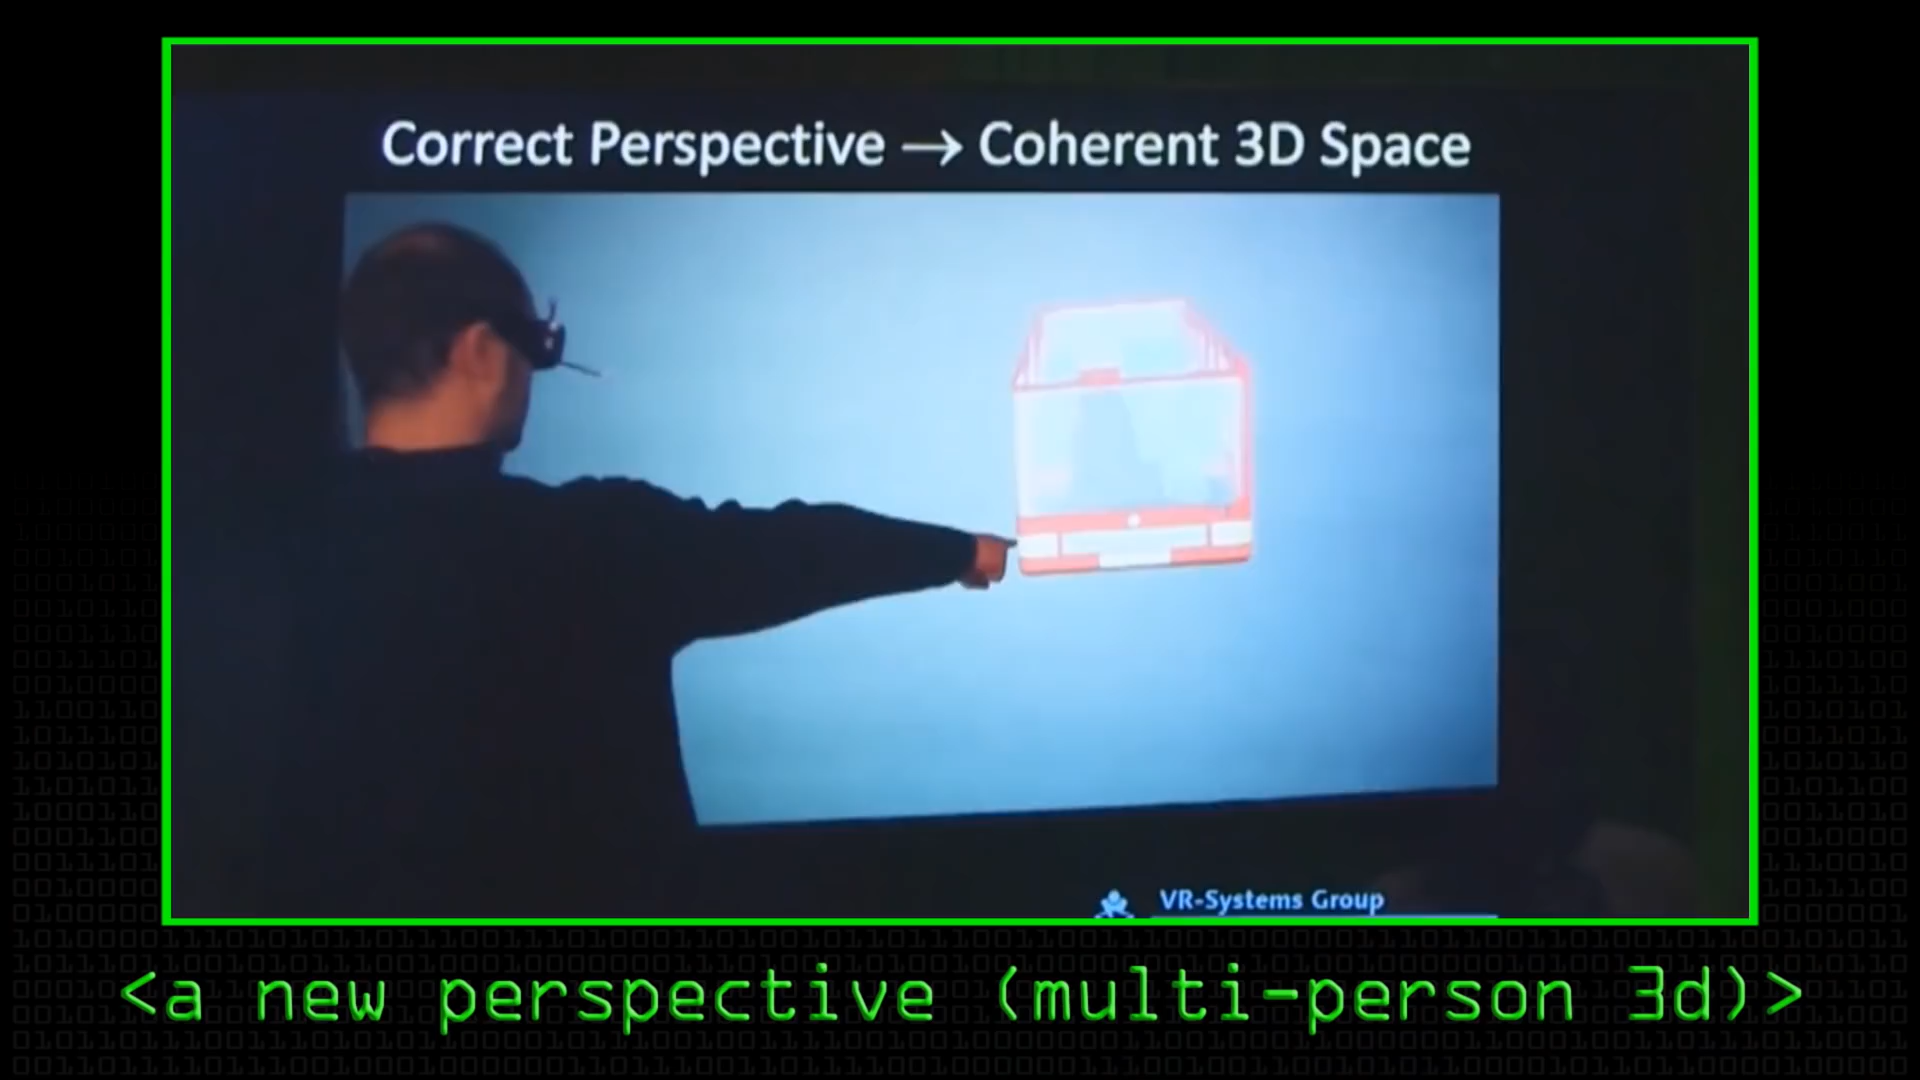 Correct Perspective → Coherent 3D Space
VR-Systems Group
<a new perspective (multi-person 3d)>